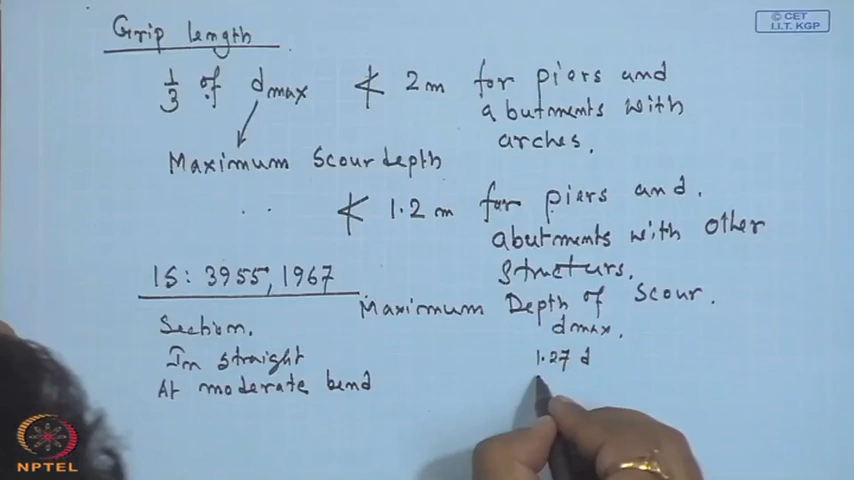 © CET
I.I.T. KGP
Grip length
1/3 of dmax ≮ 2 m for piers and
abutments with
arches.
Maximum Scour depth
≮ 1.2 m for piers and.
abutments with other
Structurs.
IS: 3955, 1967
Maximum Depth of Scour.
dmax.
Section.
In straight 1.27 d
At moderate bend
NPTEL